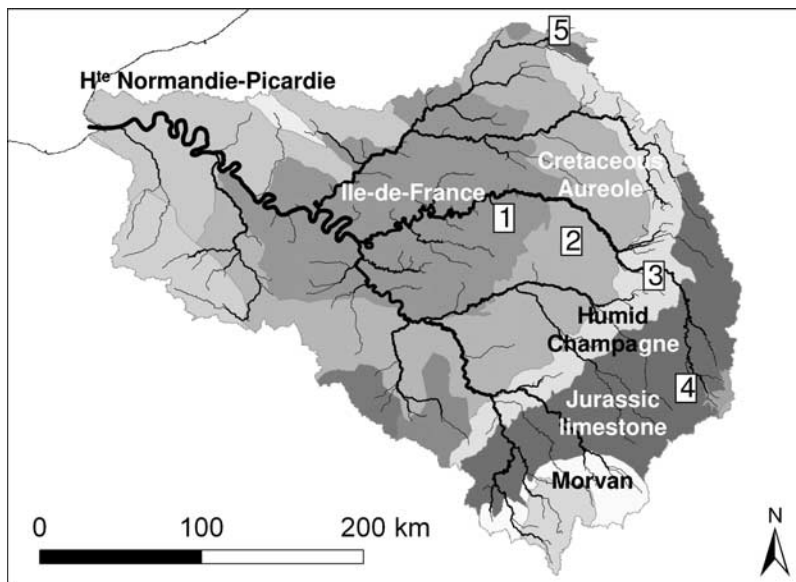 5
Hte Normandie-Picardie
Cretaceous
Aureole
Ile-de-France
1
2
3
Humid
Champagne
4
Jurassic
limestone
Morvan
N
0 100 200 km